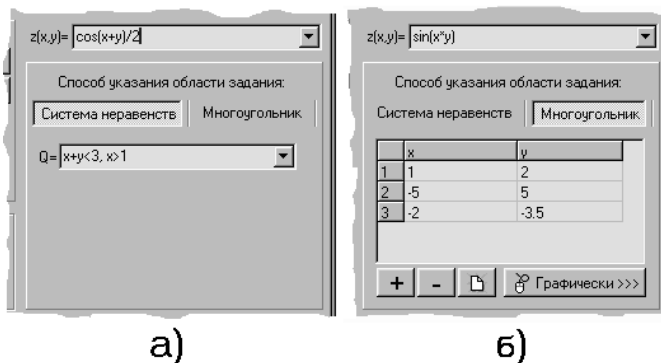 z(x,y)= cos(x+y)/2
Способ указания области задания:
Система неравенств Многоугольник
Q= x+y<3, x>1
а)
z(x,y)= sin(x*y)
Способ указания области задания:
Система неравенств Многоугольник
x y
1 1 2
2 -5 5
3 -2 -3.5
+ - Графически >>>
б)